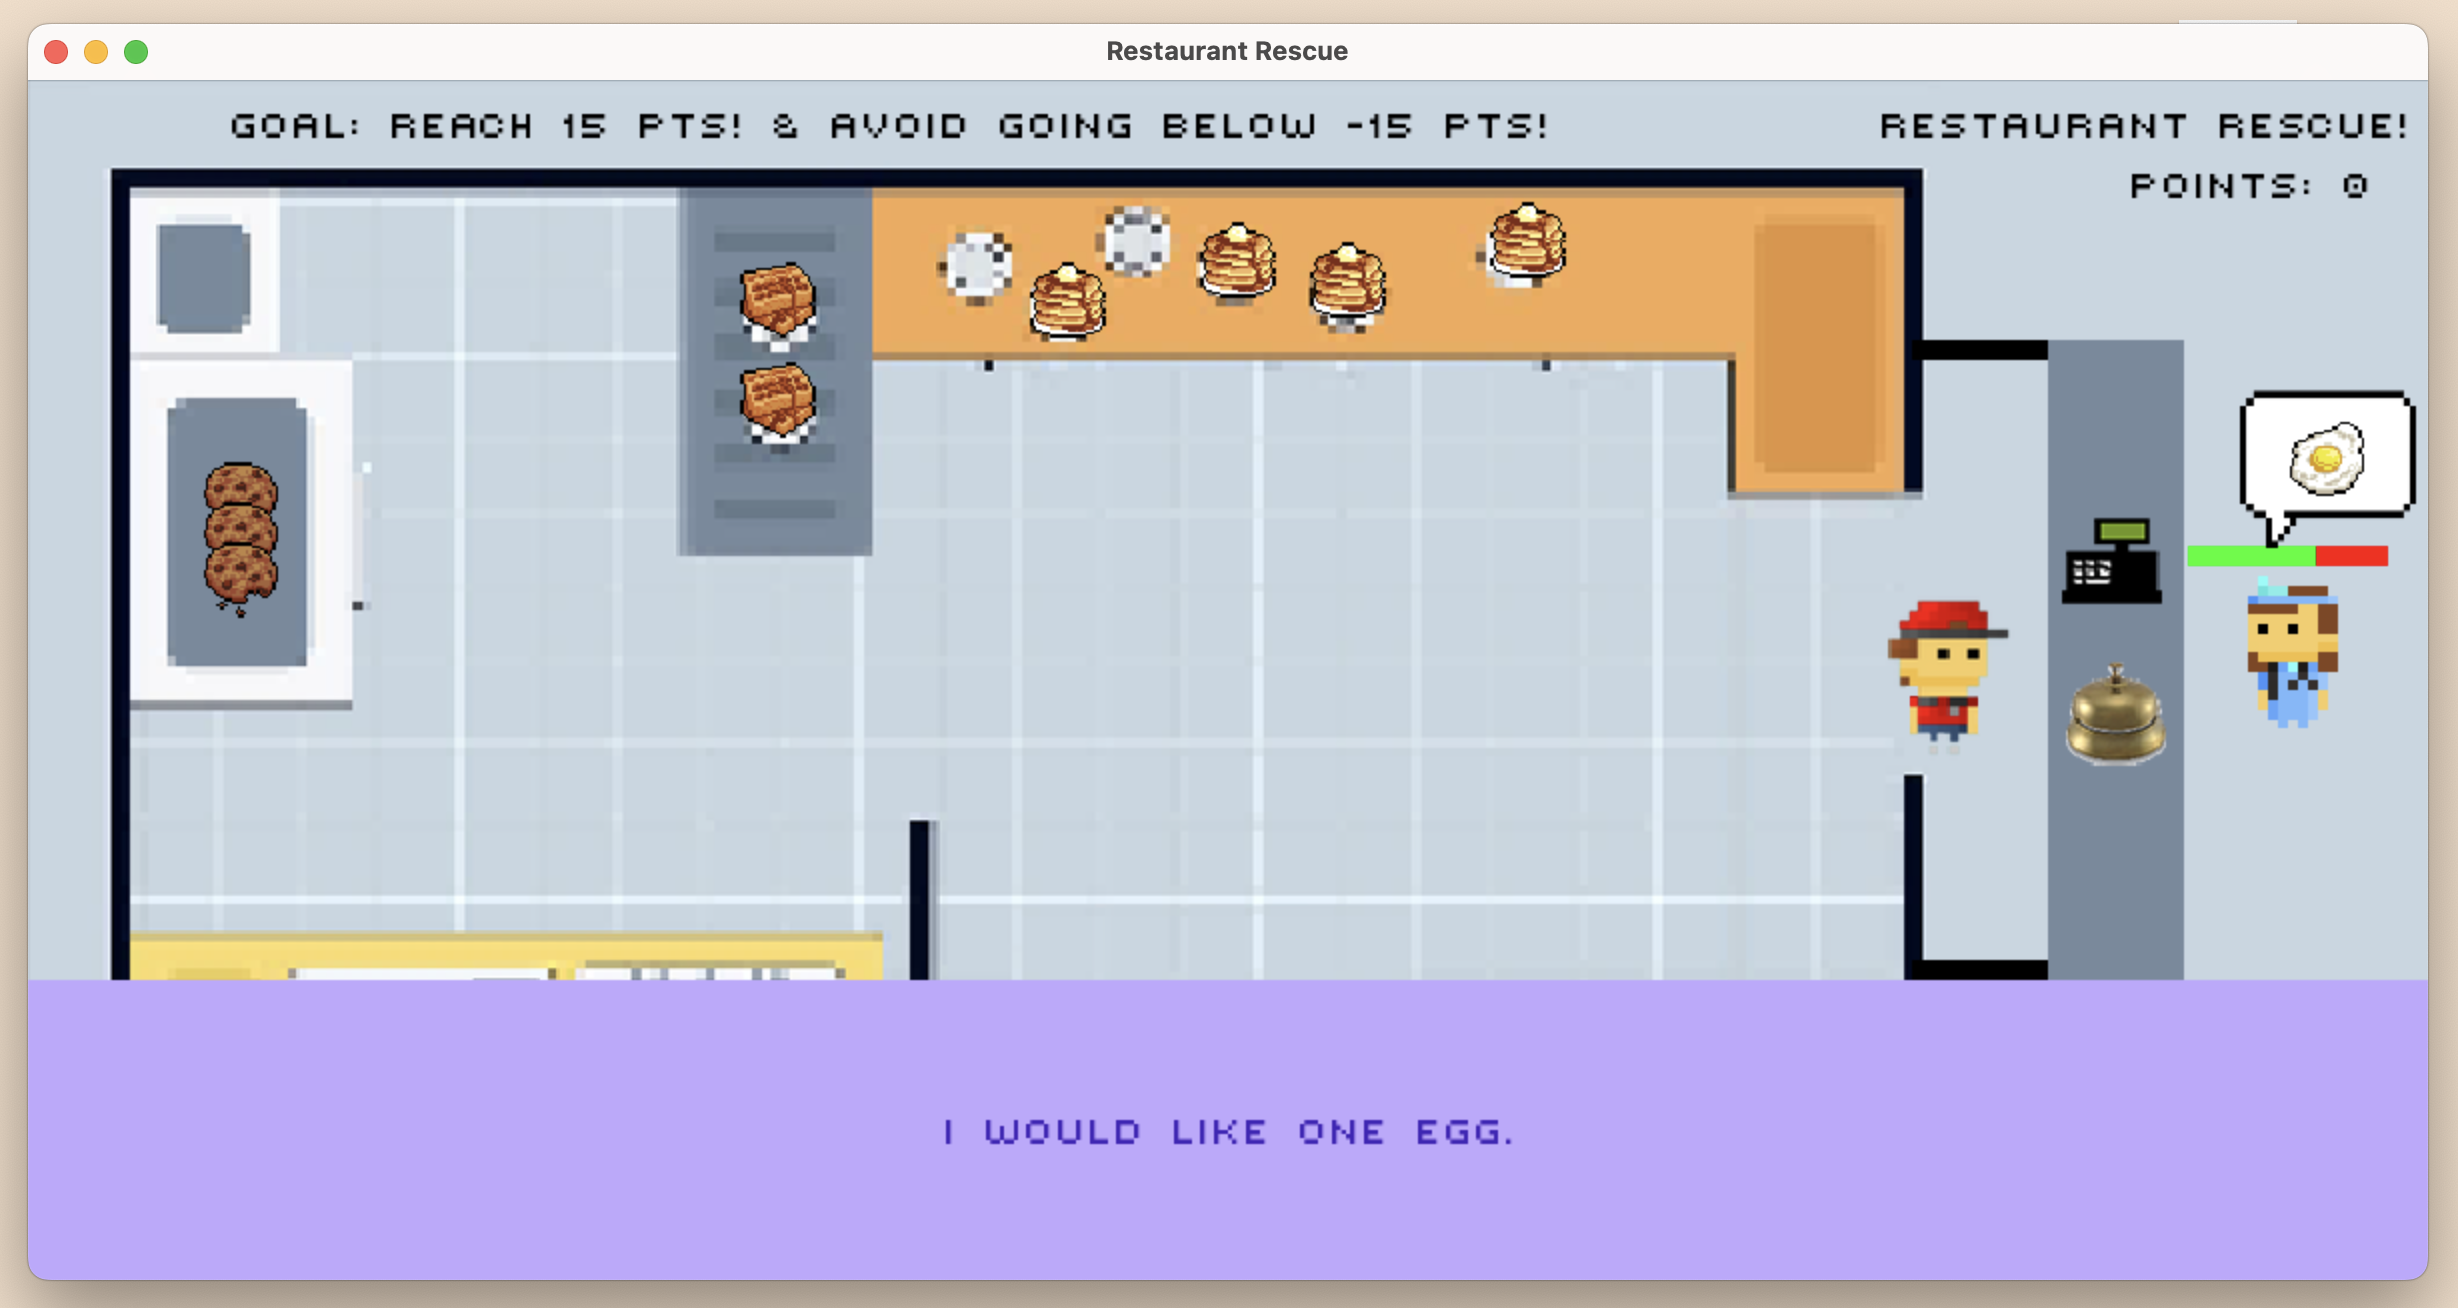 Restaurant Rescue
GOAL: REACH 15 PTS! & AVOID GOING BELOW -15 PTS!
RESTAURANT RESCUE!
POINTS: 0
I WOULD LIKE ONE EGG.